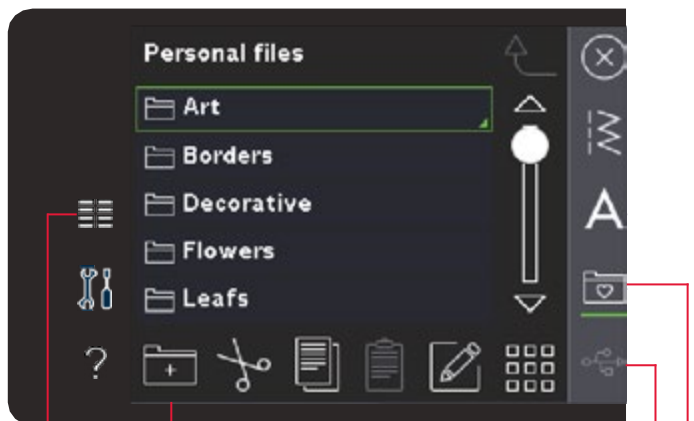 Personal files
Art
Borders
Decorative
A
Flowers
Leafs
?